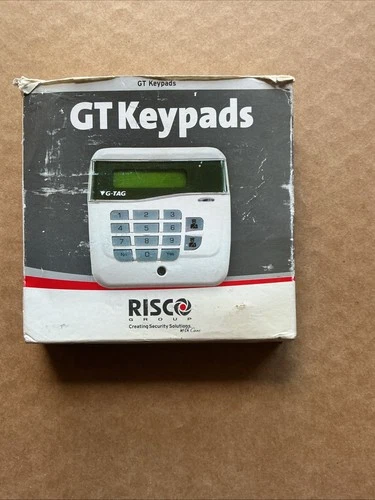 GT Keypads
GT Keypads
G-TAG
1 2 3
4 5 6
7 8 9
0
RISCO
GROUP
Creating Security Solutions